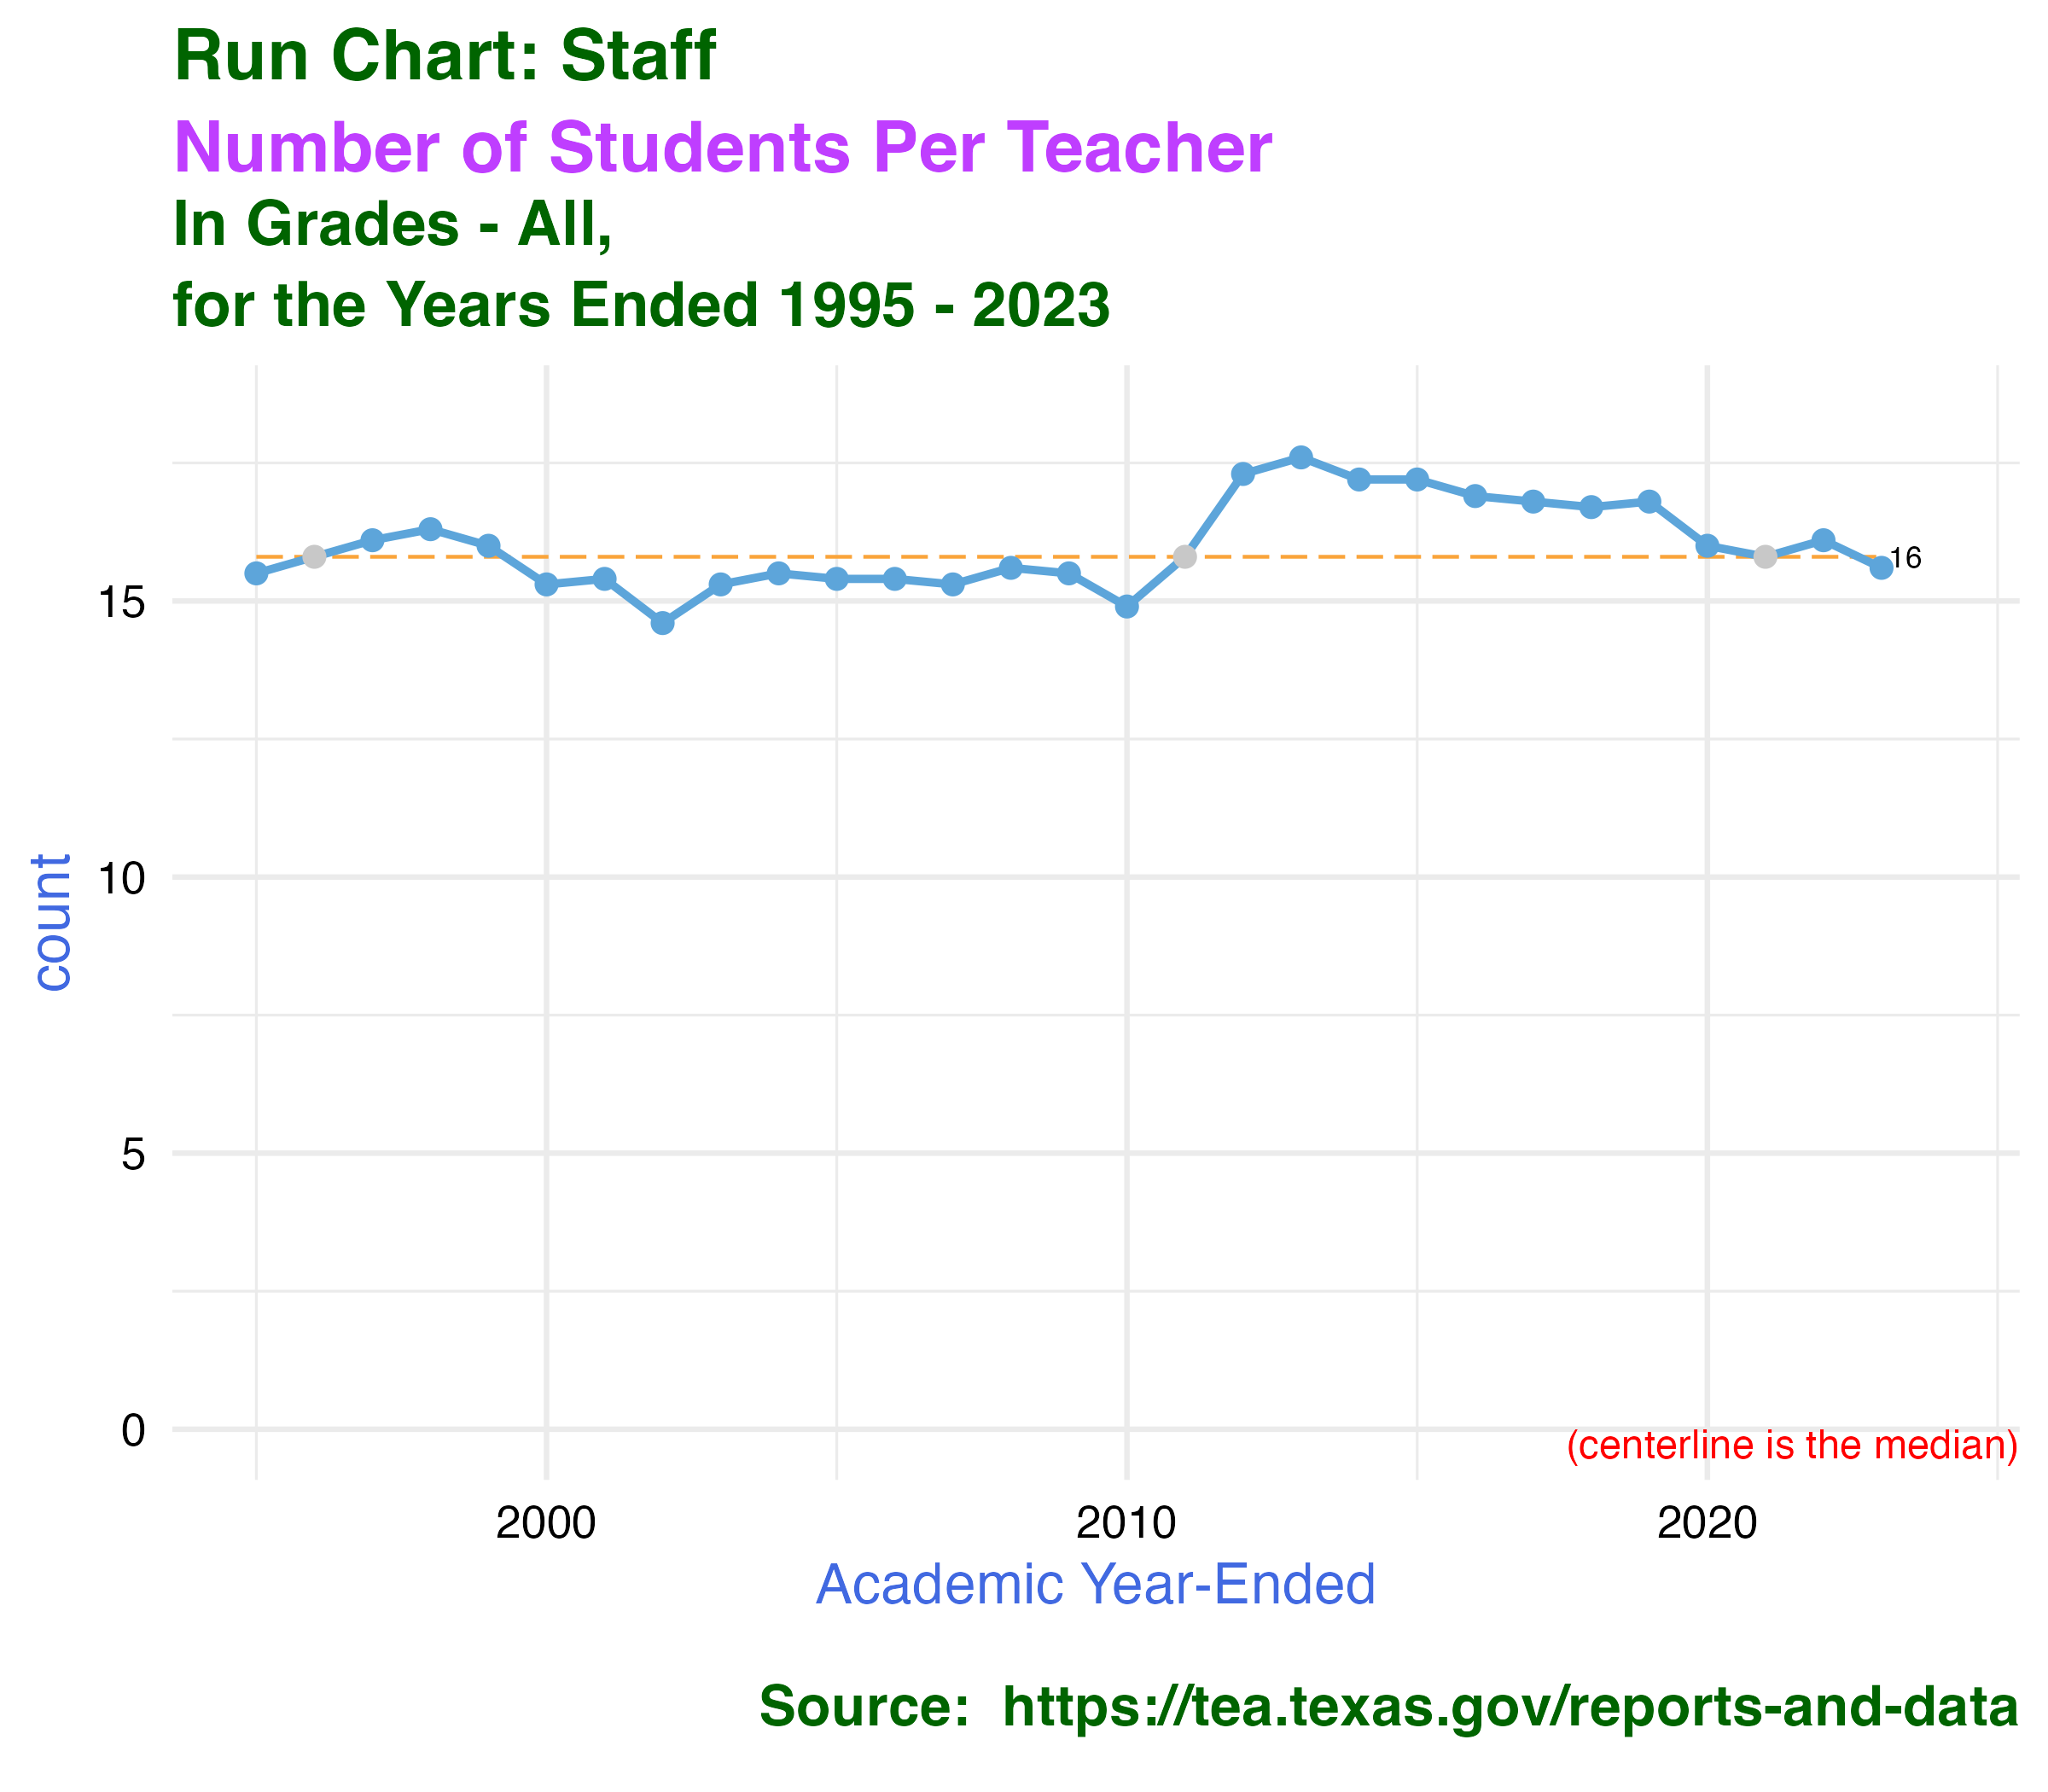 Run Chart: Staff
Number of Students Per Teacher
In Grades - All,
for the Years Ended 1995 - 2023
16
15
10
5
0
count
(centerline is the median)
2000 2010 2020
Academic Year-Ended
Source:  https://tea.texas.gov/reports-and-data